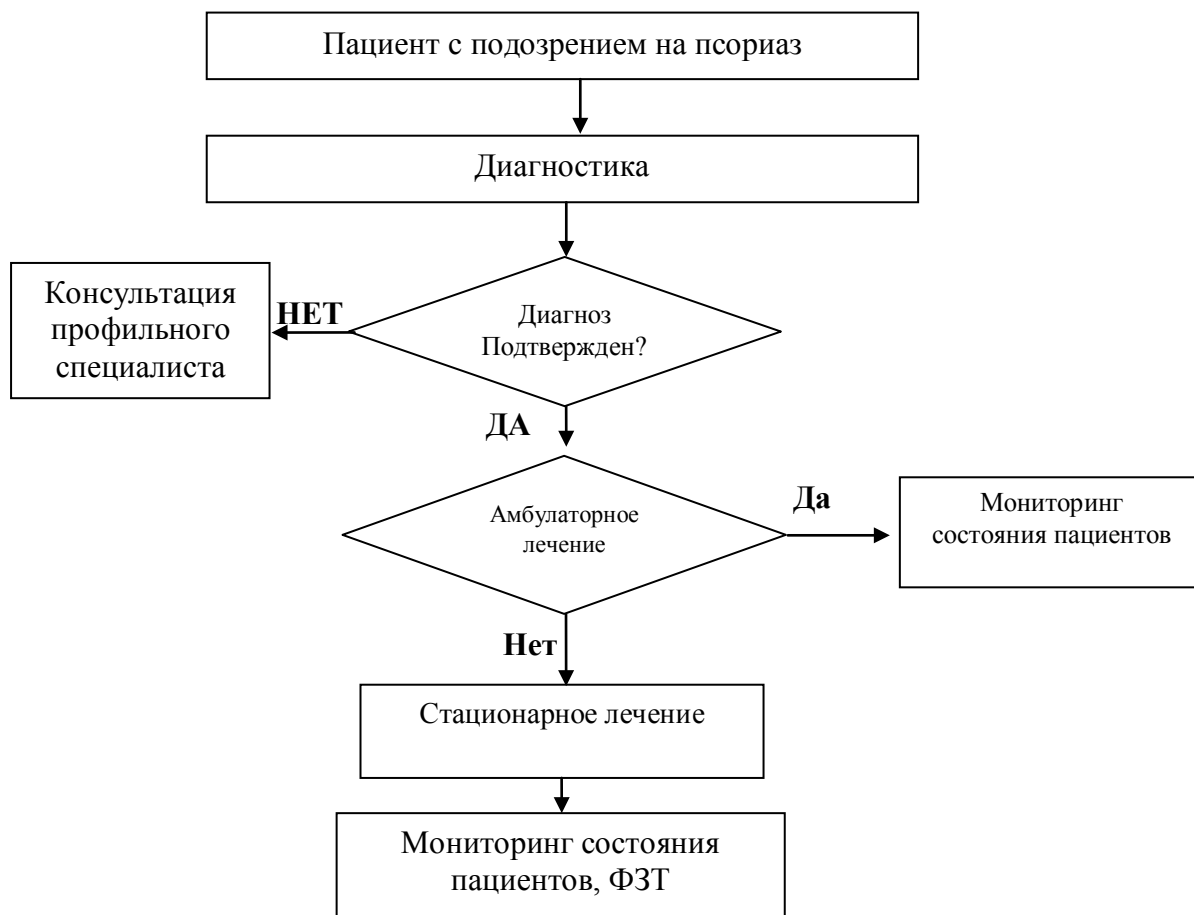 Пациент с подозрением на псориаз
Диагностика
Консультация
профильного
специалиста
НЕТ
Диагноз
Подтвержден?
ДА
Амбулаторное
лечение
Да
Мониторинг
состояния пациентов
Нет
Стационарное лечение
Мониторинг состояния
пациентов, ФЗТ